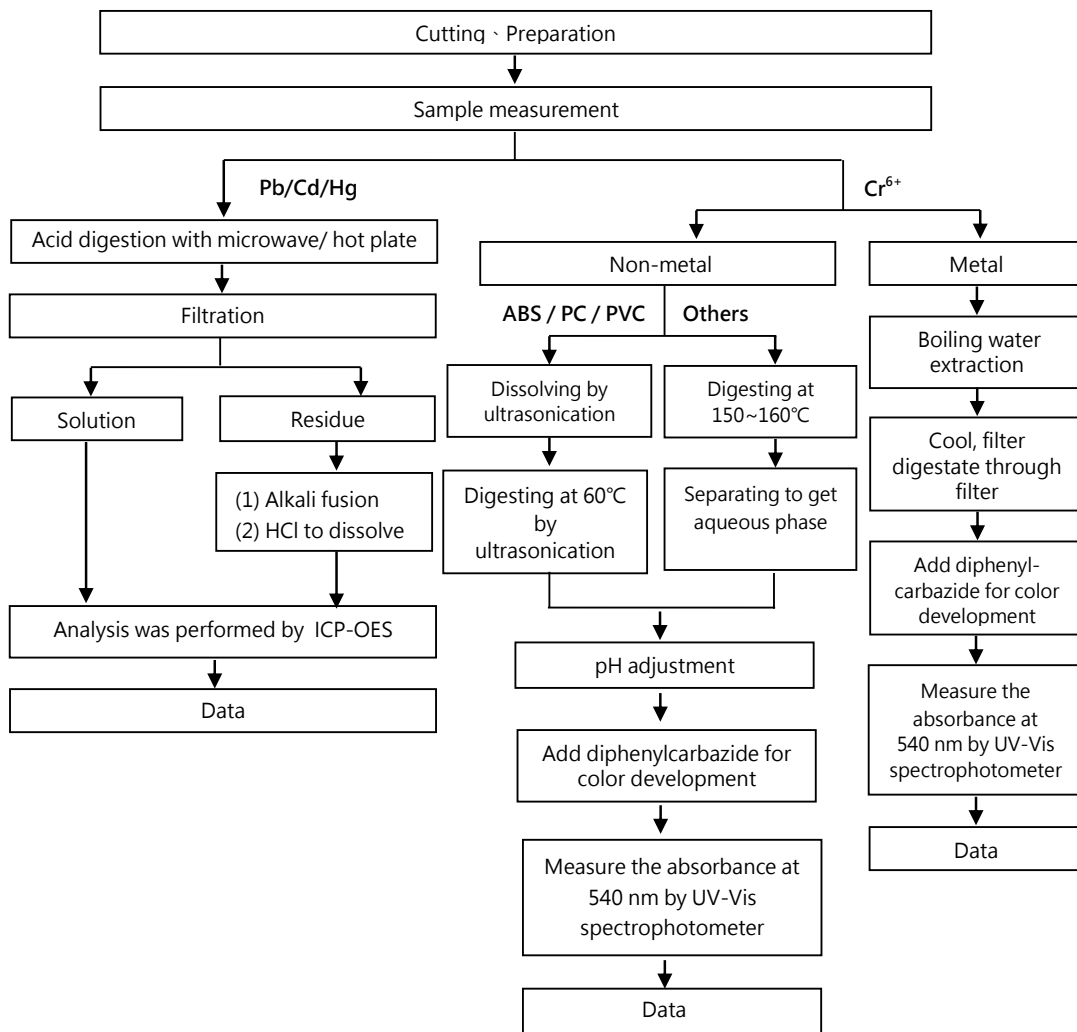 Cutting、Preparation
Sample measurement
Pb/Cd/Hg
Cr⁶⁺
Acid digestion with microwave/ hot plate
Filtration
Solution
Residue
(1) Alkali fusion
(2) HCl to dissolve
Analysis was performed by ICP-OES
Data
Non-metal
ABS / PC / PVC
Others
Dissolving by
ultrasonication
Digesting at
150~160℃
Digesting at 60℃
by
ultrasonication
Separating to get
aqueous phase
pH adjustment
Add diphenylcarbazide for
color development
Measure the absorbance at
540 nm by UV-Vis
spectrophotometer
Data
Metal
Boiling water
extraction
Cool, filter
digestate through
filter
Add diphenyl-
carbazide for color
development
Measure the
absorbance at
540 nm by UV-Vis
spectrophotometer
Data